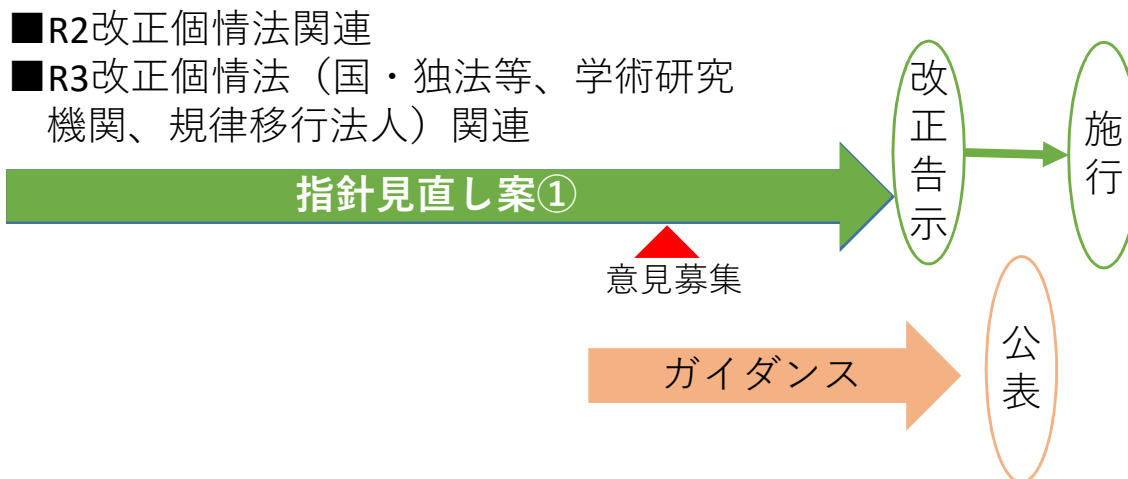 ■R2改正個情法関連
■R3改正個情法（国・独法等、学術研究
機関、規律移行法人）関連
指針見直し案①
改正告示
施行
意見募集
ガイダンス
公表